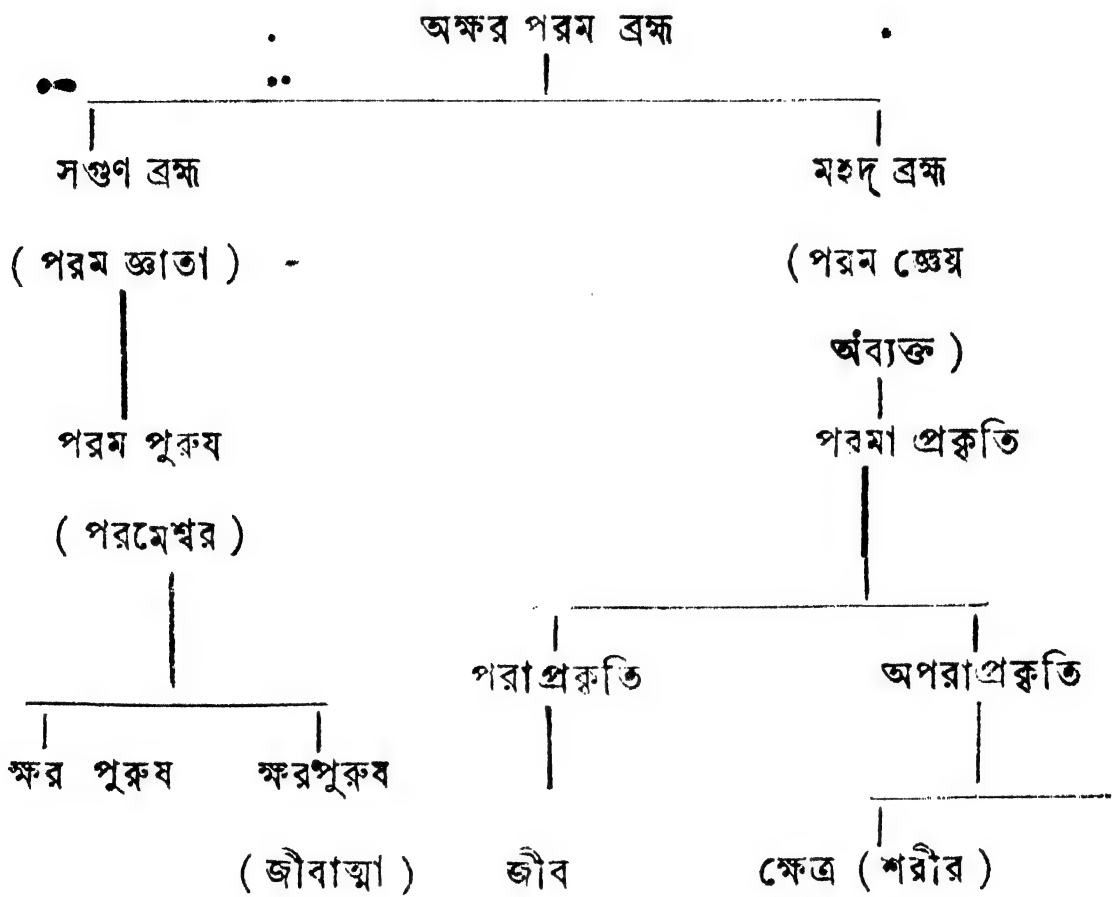 অক্ষর পরম ব্রহ্ম
সগুণ ব্রহ্ম মহদ্ ব্রহ্ম
( পরম জ্ঞাতা ) (পরম জ্ঞেয়
অব্যক্ত )
পরম পুরুষ পরমা প্রকৃতি
( পরমেশ্বর )
পরাপ্রকৃতি অপরাপ্রকৃতি
ক্ষর পুরুষ ক্ষরপুরুষ
( জীবাত্মা ) জীব ক্ষেত্র ( শরীর )